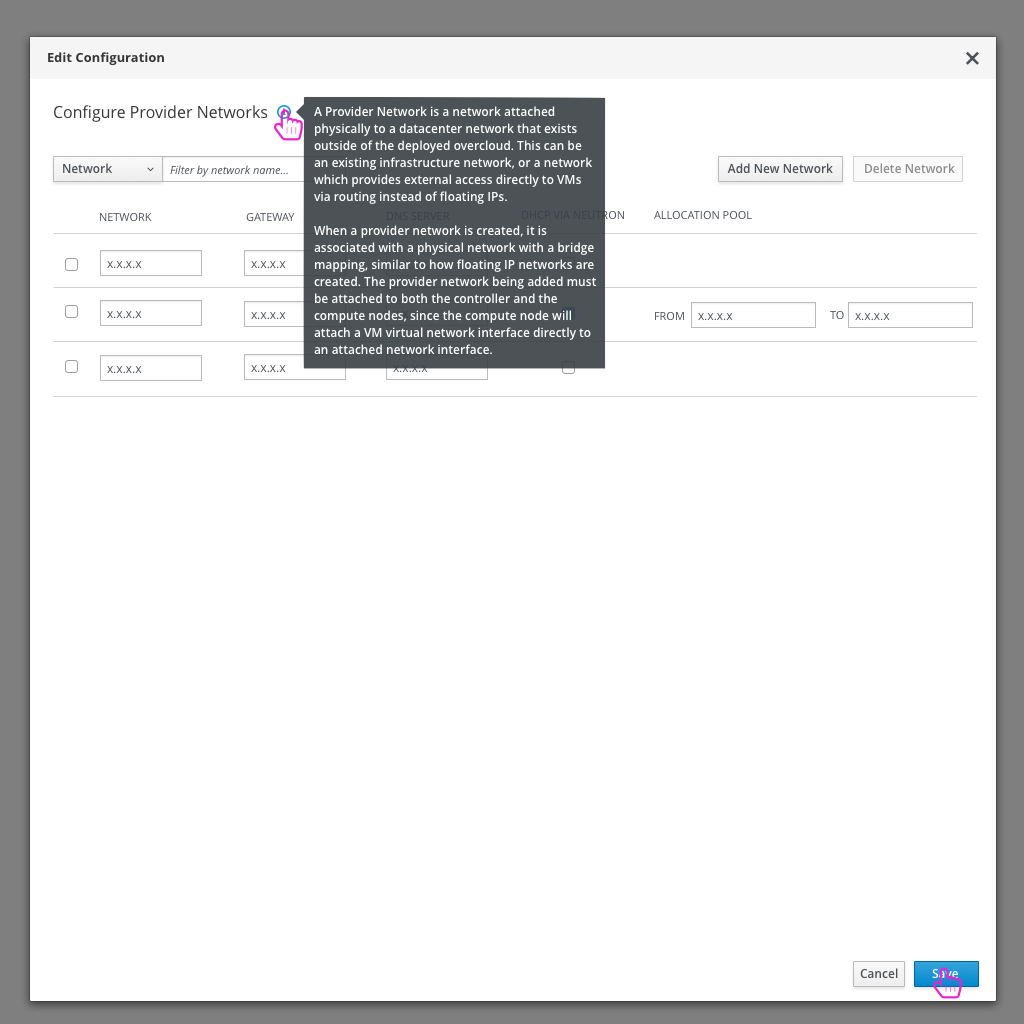 Edit Configuration
Configure Provider Networks
A Provider Network is a network attached
physically to a datacenter network that exists
outside of the deployed overcloud. This can be
an existing infrastructure network, or a network
which provides external access directly to VMs
via routing instead of floating IPs.
When a provider network is created, it is
associated with a physical network with a bridge
mapping, similar to how floating IP networks are
created. The provider network being added must
be attached to both the controller and the
compute nodes, since the compute node will
attach a VM virtual network interface directly to
an attached network interface.
Network Filter by network name... Add New Network Delete Network
NETWORK GATEWAY DNS SERVER DHCP VIA NEUTRON ALLOCATION POOL
x.x.x.x x.x.x.x
x.x.x.x x.x.x.x FROM x.x.x.x TO x.x.x.x
x.x.x.x x.x.x.x x.x.x.x
Cancel Save